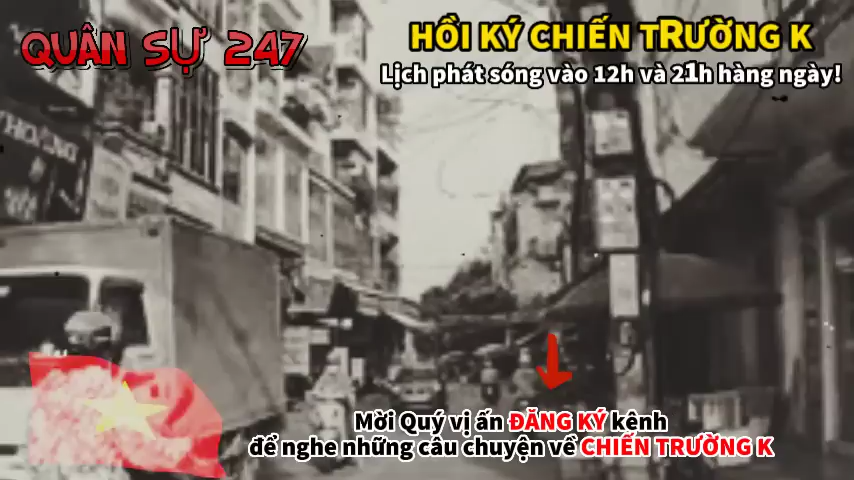 QUÂN SỰ 247
HỒI KÝ CHIẾN TRƯỜNG K
Lịch phát sóng vào 12h và 21h hàng ngày!
Mời Quý vị ấn ĐĂNG KÝ kênh
để nghe những câu chuyện về CHIẾN TRƯỜNG K